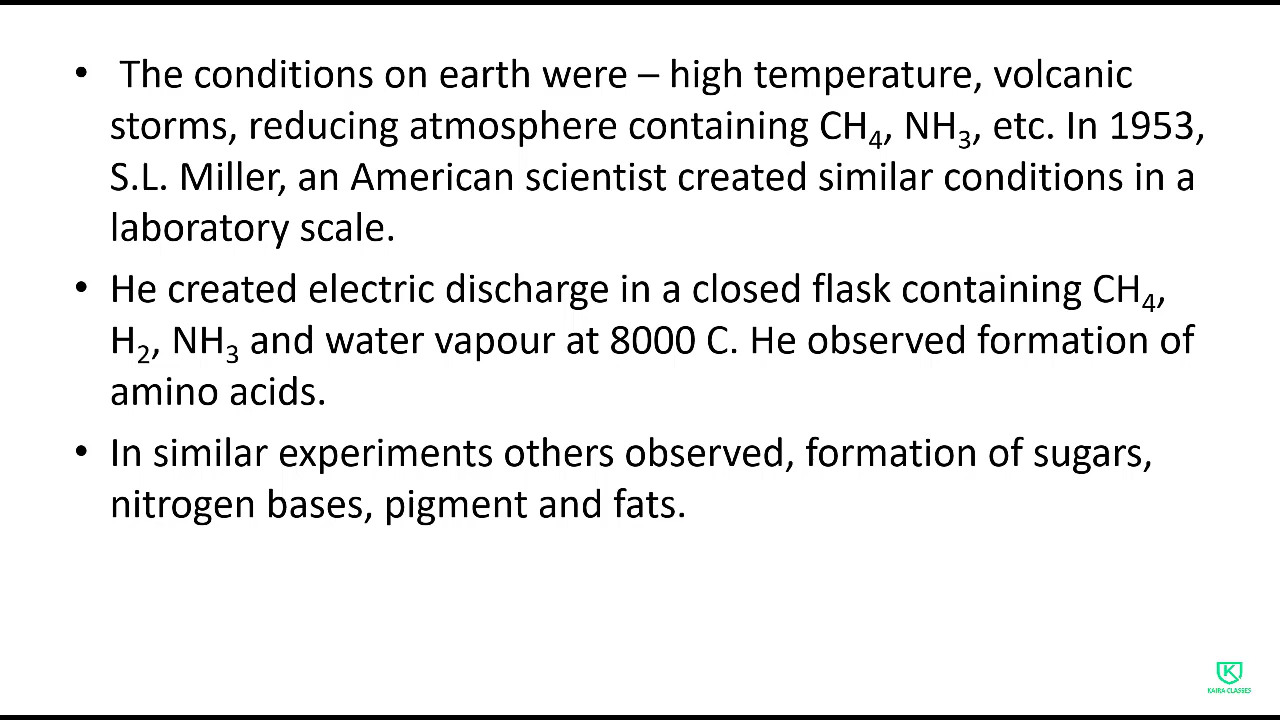 • The conditions on earth were – high temperature, volcanic
storms, reducing atmosphere containing CH₄, NH₃, etc. In 1953,
S.L. Miller, an American scientist created similar conditions in a
laboratory scale.
• He created electric discharge in a closed flask containing CH₄,
H₂, NH₃ and water vapour at 8000 C. He observed formation of
amino acids.
• In similar experiments others observed, formation of sugars,
nitrogen bases, pigment and fats.
K
KAIRA CLASSES